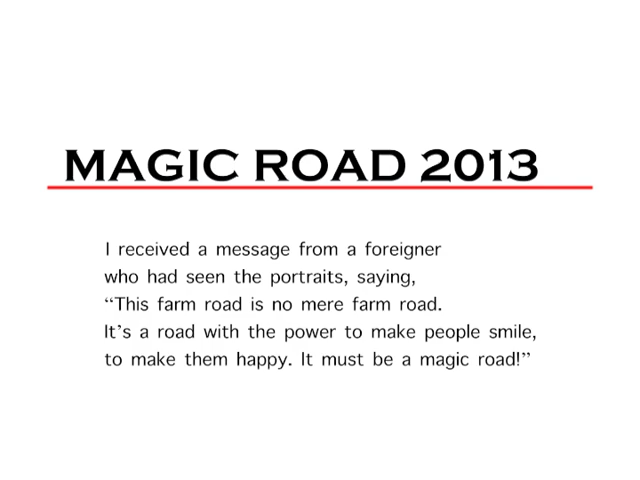 MAGIC ROAD 2013
I received a message from a foreigner
who had seen the portraits, saying,
“This farm road is no mere farm road.
It’s a road with the power to make people smile,
to make them happy. It must be a magic road!”